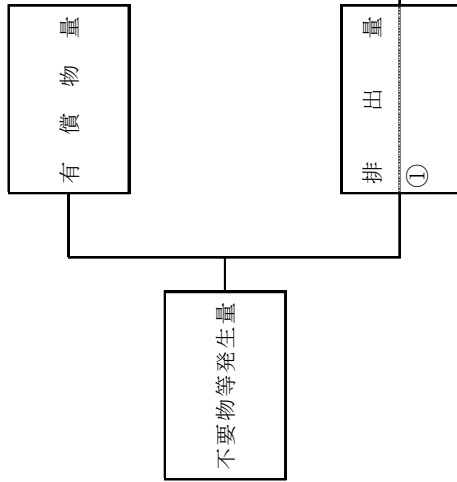 不要物等発生量
有償物量
排出量
①